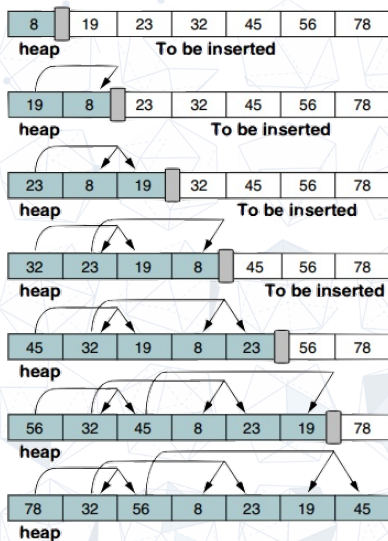 8 19 23 32 45 56 78
heap To be inserted
19 8 23 32 45 56 78
heap To be inserted
23 8 19 32 45 56 78
heap To be inserted
32 23 19 8 45 56 78
heap To be inserted
45 32 19 8 23 56 78
heap
56 32 45 8 23 19 78
heap
78 32 56 8 23 19 45
heap